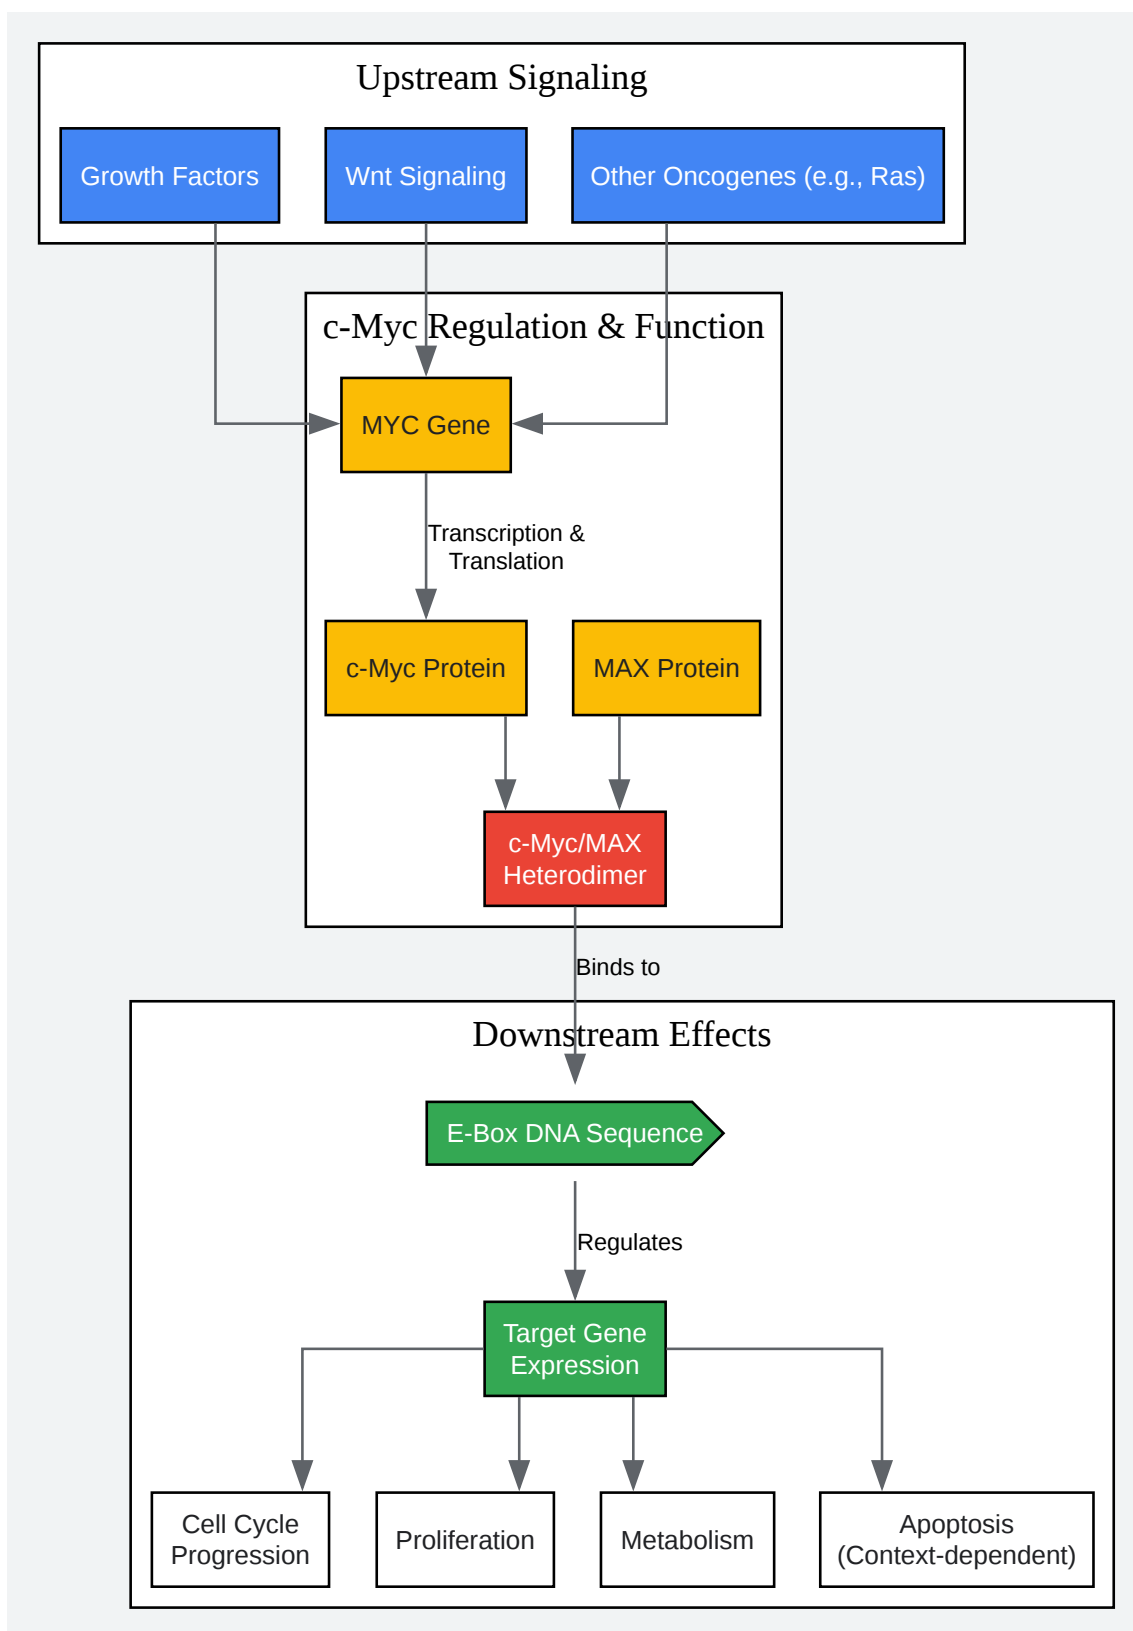 Upstream Signaling
Growth Factors
Wnt Signaling
Other Oncogenes (e.g., Ras)
c-Myc Regulation & Function
MYC Gene
Transcription &
Translation
c-Myc Protein
MAX Protein
c-Myc/MAX
Heterodimer
Binds to
Downstream Effects
E-Box DNA Sequence
Regulates
Target Gene
Expression
Cell Cycle
Progression
Proliferation
Metabolism
Apoptosis
(Context-dependent)